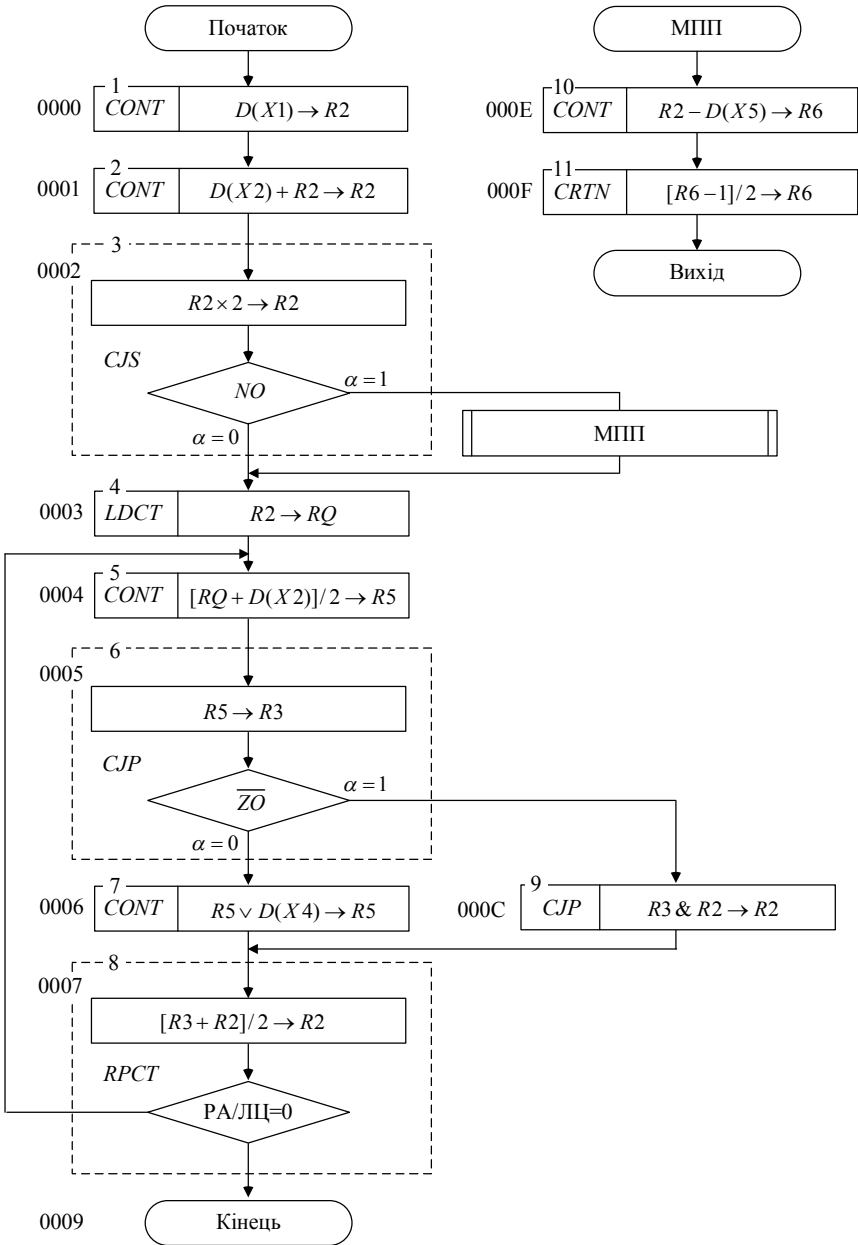 Початок
1
0000 CONT D(X1) → R2
2
0001 CONT D(X2) + R2 → R2
3
0002
R2 × 2 → R2
CJS
NO
α = 1
α = 0
МПП
4
0003 LDCT R2 → RQ
5
0004 CONT [RQ + D(X2)]/2 → R5
6
0005
R5 → R3
CJP
\overline{ZO}
α = 1
α = 0
7
0006 CONT R5 ∨ D(X4) → R5
9
000C CJP R3 & R2 → R2
8
0007
[R3 + R2]/2 → R2
RPCT
РА/ЛЦ=0
0009 Кінець
МПП
10
000E CONT R2 − D(X5) → R6
11
000F CRTN [R6 − 1]/2 → R6
Вихід